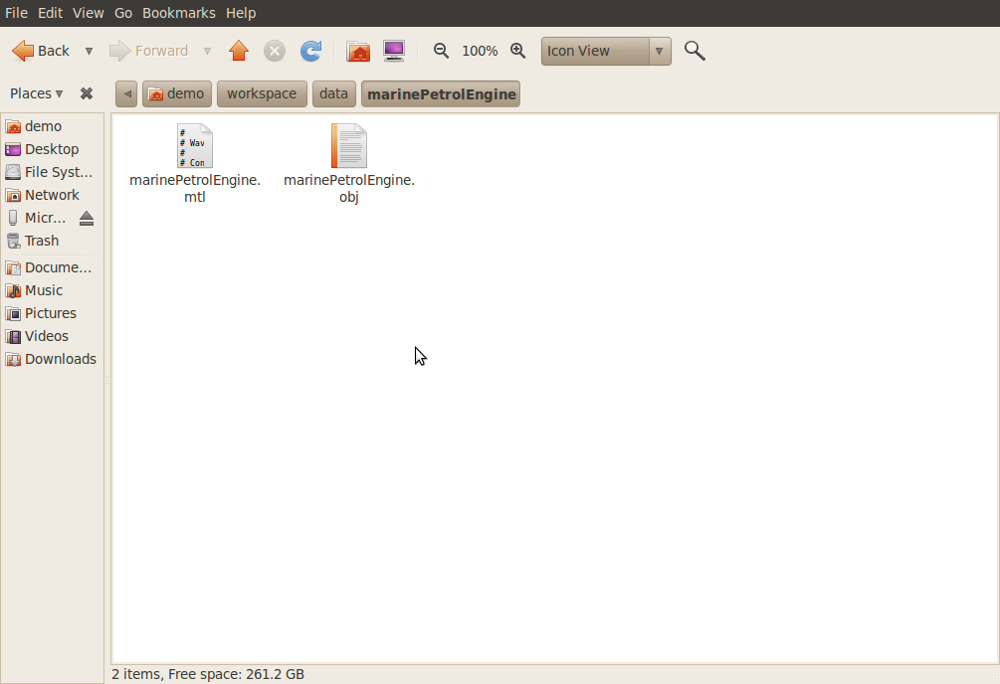 File Edit View Go Bookmarks Help
Back Forward 100% Icon View
Places demo workspace data marinePetrolEngine
demo
Desktop
File Syst...
Network
Micr...
Trash
Docume...
Music
Pictures
Videos
Downloads
#
# Wav
#
# Con
marinePetrolEngine.
mtl
marinePetrolEngine.
obj
2 items, Free space: 261.2 GB